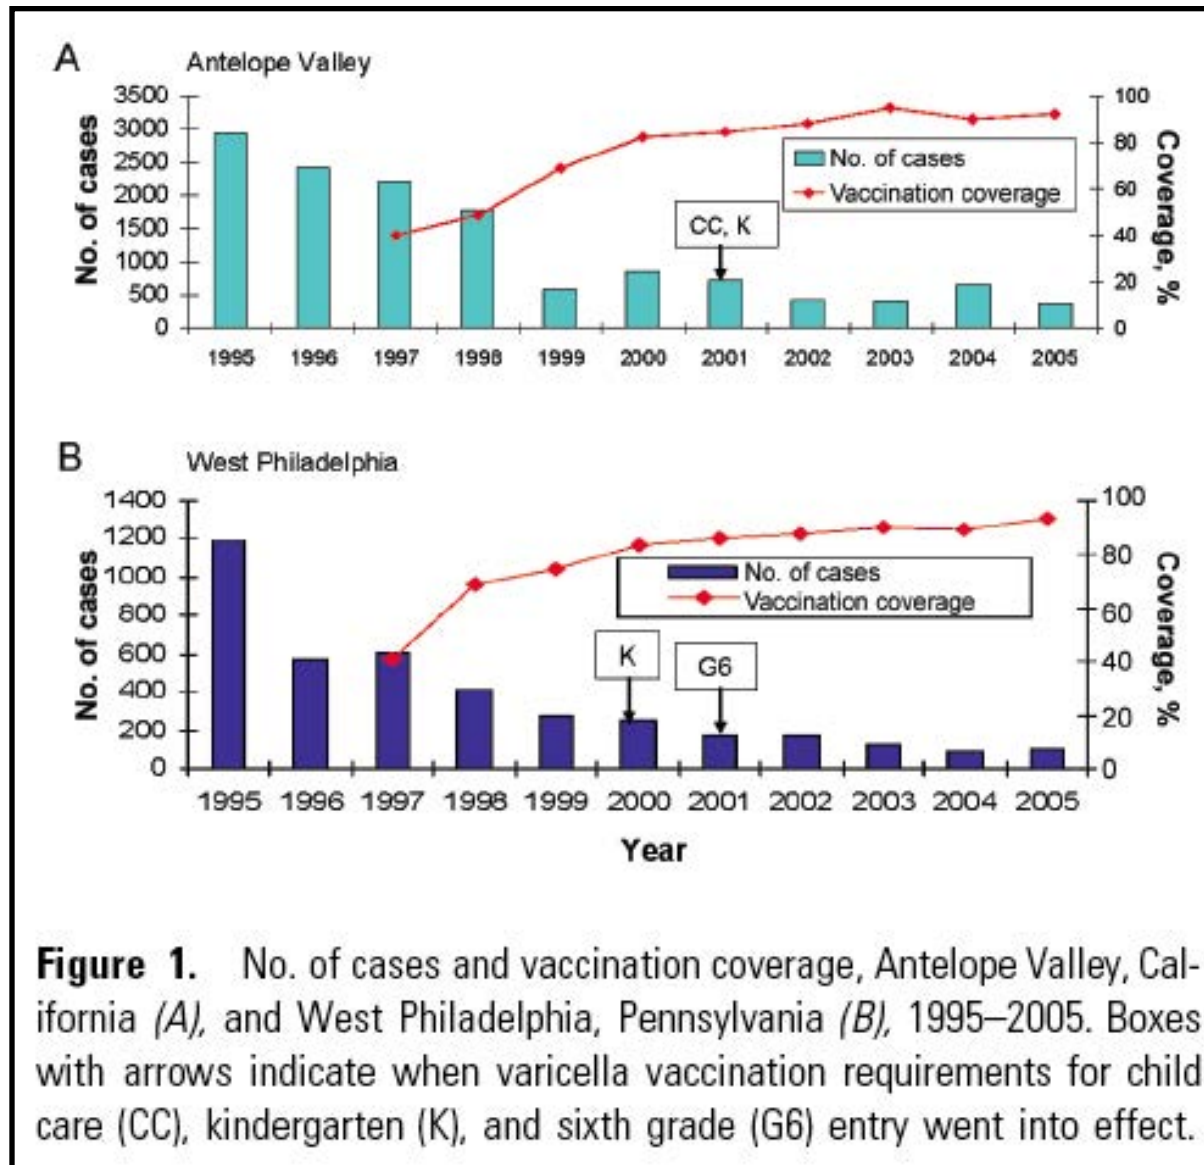 A
Antelope Valley
3500
3000
2500
2000
1500
1000
500
0
No. of cases
100
80
60
40
20
0
Coverage, %
No. of cases
Vaccination coverage
CC, K
1995 1996 1997 1998 1999 2000 2001 2002 2003 2004 2005
B
West Philadelphia
1400
1200
1000
800
600
400
200
0
No. of cases
100
80
60
40
20
0
Coverage, %
No. of cases
Vaccination coverage
K
G6
1995 1996 1997 1998 1999 2000 2001 2002 2003 2004 2005
Year
Figure 1. No. of cases and vaccination coverage, Antelope Valley, Cal-
ifornia (A), and West Philadelphia, Pennsylvania (B), 1995–2005. Boxes
with arrows indicate when varicella vaccination requirements for child
care (CC), kindergarten (K), and sixth grade (G6) entry went into effect.